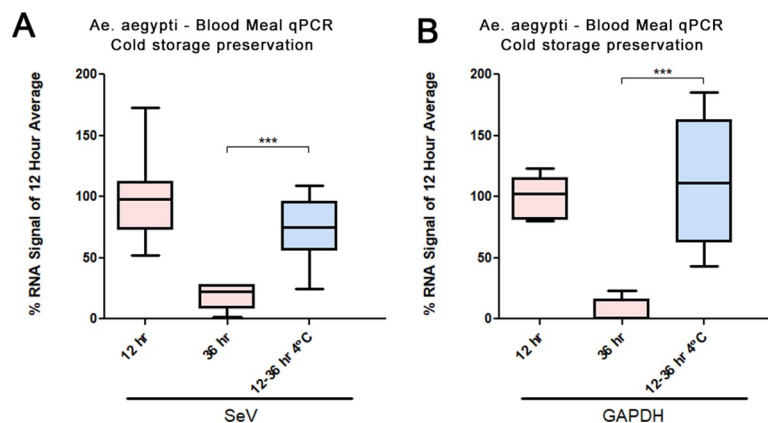 A
Ae. aegypti - Blood Meal qPCR
Cold storage preservation
% RNA Signal of 12 Hour Average
200
150
100
50
0
***
12 hr
36 hr
12-36 hr 4ºC
SeV
B
Ae. aegypti - Blood Meal qPCR
Cold storage preservation
% RNA Signal of 12 Hour Average
200
150
100
50
0
***
12 hr
36 hr
12-36 hr 4ºC
GAPDH